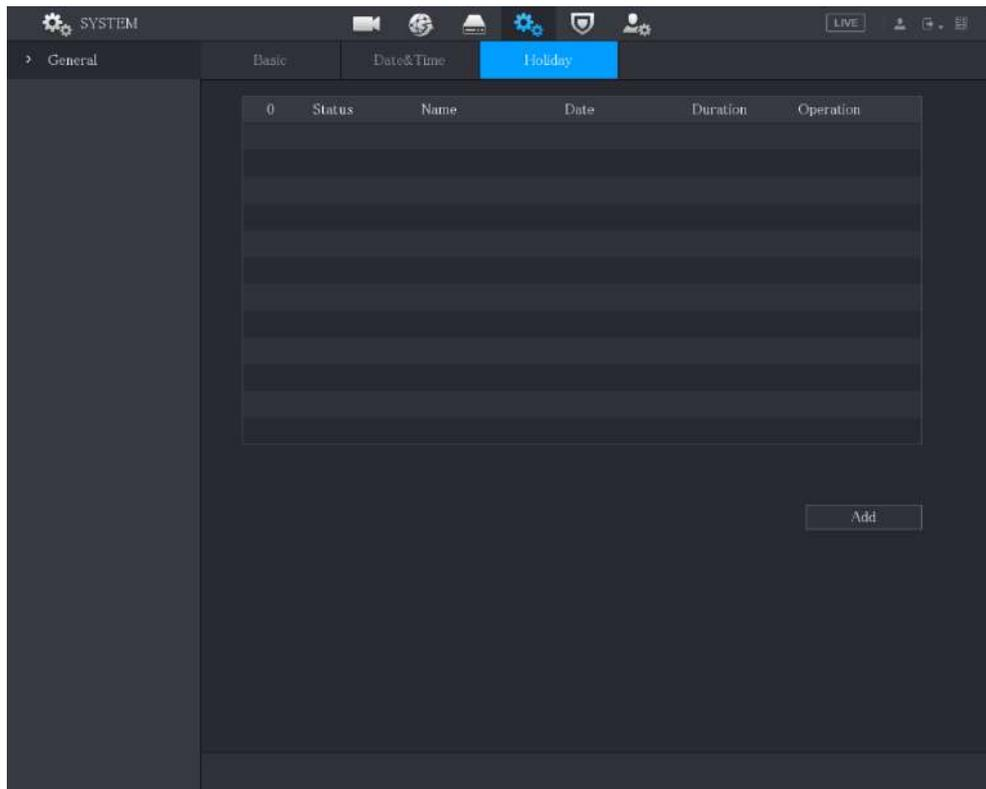 SYSTEM LIVE
General Basic Date&Time Holiday
0 Status Name Date Duration Operation
Add